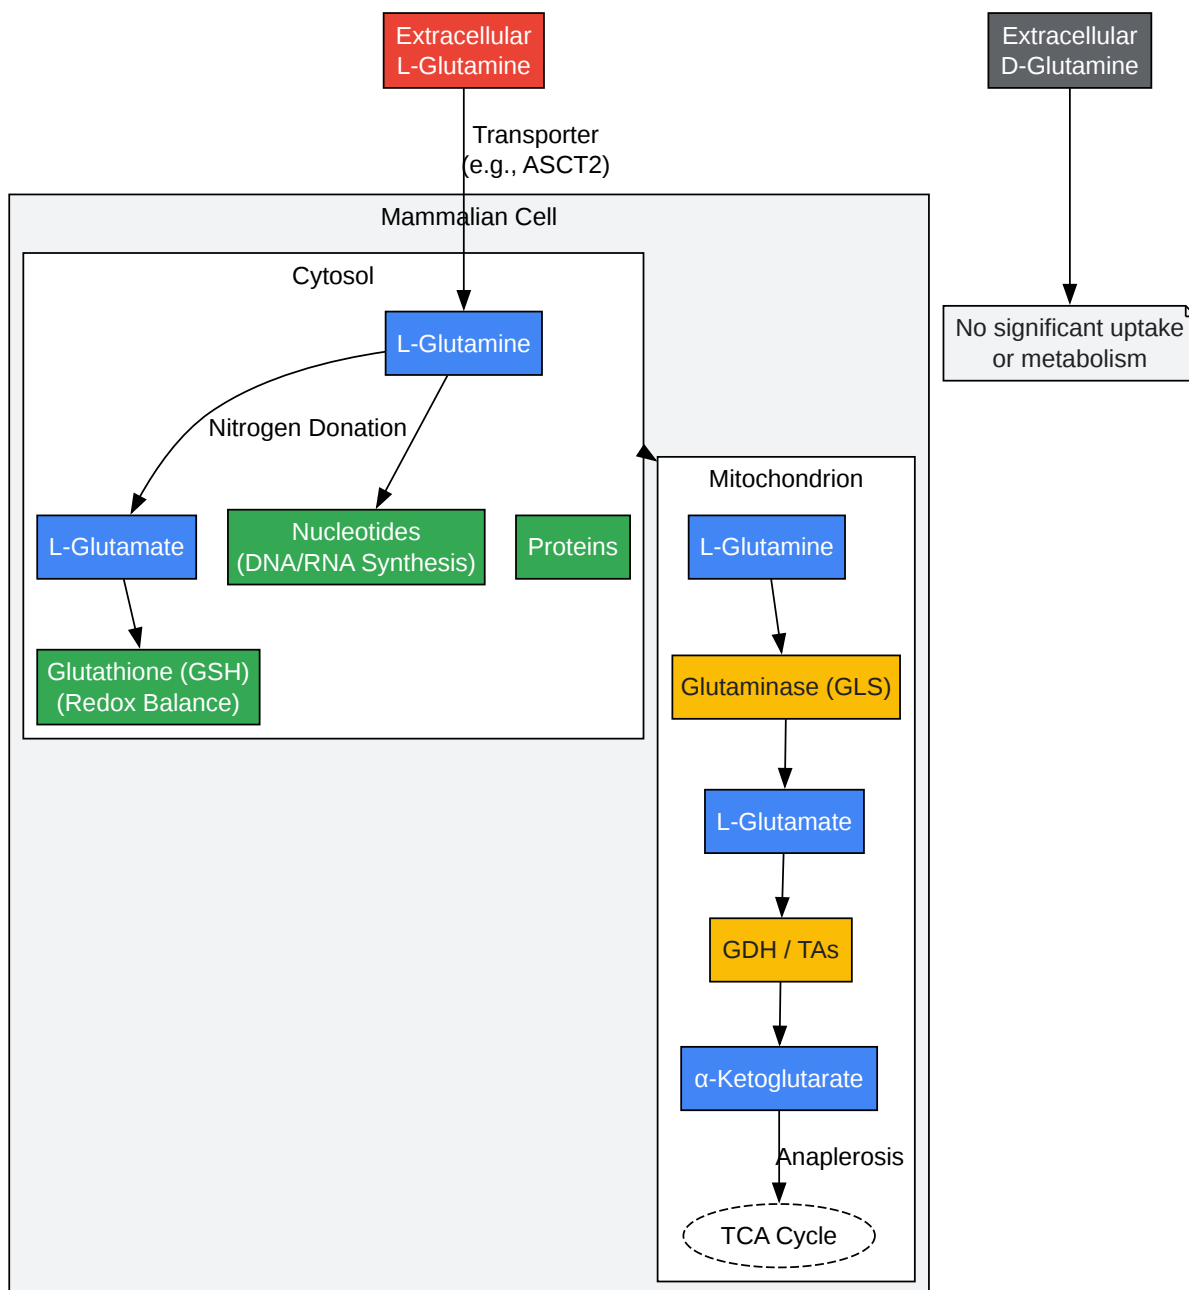 Extracellular
L-Glutamine
Extracellular
D-Glutamine
Transporter
(e.g., ASCT2)
Mammalian Cell
Cytosol
L-Glutamine
No significant uptake
or metabolism
Nitrogen Donation
Mitochondrion
L-Glutamate
Nucleotides
(DNA/RNA Synthesis)
Proteins
L-Glutamine
Glutathione (GSH)
(Redox Balance)
Glutaminase (GLS)
L-Glutamate
GDH / TAs
α-Ketoglutarate
Anaplerosis
TCA Cycle